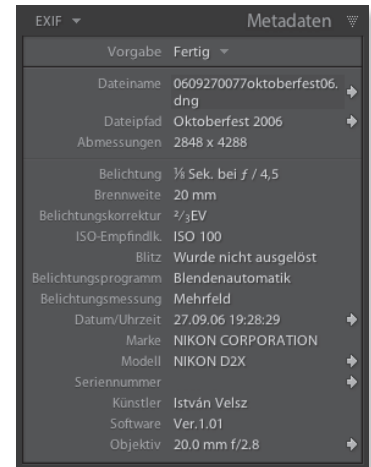 EXIF Metadaten
Vorgabe Fertig
Dateiname 0609270077oktoberfest06.
dng
Dateipfad Oktoberfest 2006
Abmessungen 2848 x 4288
Belichtung ⅛ Sek. bei ƒ / 4,5
Brennweite 20 mm
Belichtungskorrektur ²/₃EV
ISO-Empfindlk. ISO 100
Blitz Wurde nicht ausgelöst
Belichtungsprogramm Blendenautomatik
Belichtungsmessung Mehrfeld
Datum/Uhrzeit 27.09.06 19:28:29
Marke NIKON CORPORATION
Modell NIKON D2X
Seriennummer
Künstler István Velsz
Software Ver.1.01
Objektiv 20.0 mm f/2.8